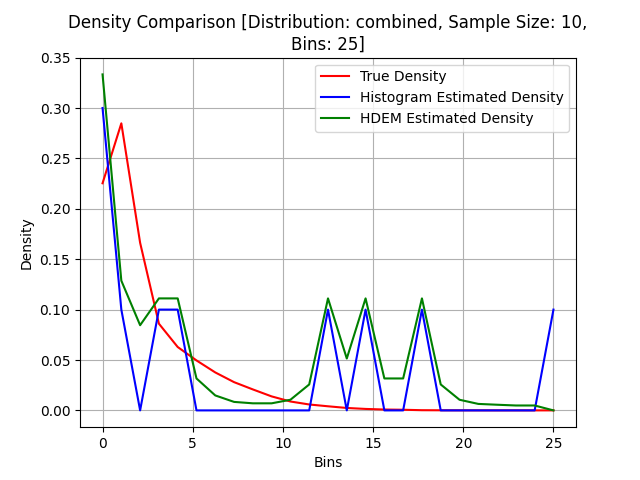 Density Comparison [Distribution: combined, Sample Size: 10,
Bins: 25]
True Density
Histogram Estimated Density
HDEM Estimated Density
0.35
0.30
0.25
0.20
0.15
0.10
0.05
0.00
Density
0 5 10 15 20 25
Bins